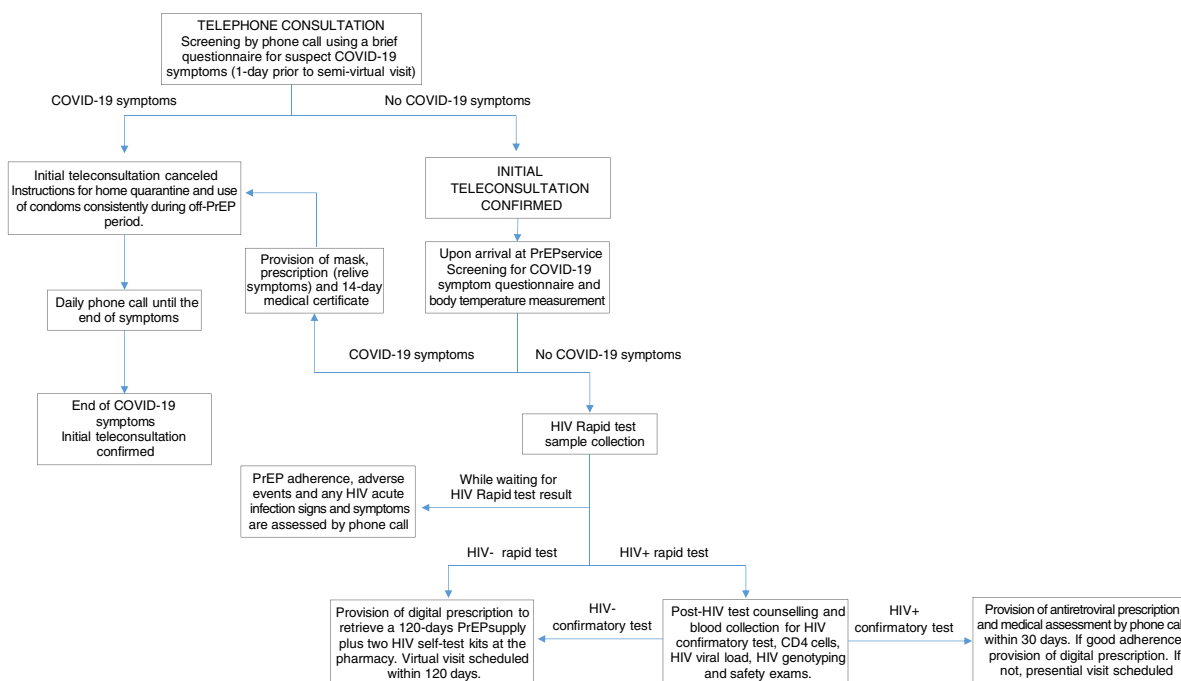 TELEPHONE CONSULTATION
Screening by phone call using a brief
questionnaire for suspect COVID-19
symptoms (1-day prior to semi-virtual visit)
COVID-19 symptoms
No COVID-19 symptoms
Initial teleconsultation canceled
Instructions for home quarantine and use
of condoms consistently during off-PrEP
period.
INITIAL
TELECONSULTATION
CONFIRMED
Provision of mask,
prescription (relive
symptoms) and 14-day
medical certificate
Upon arrival at PrEPservice
Screening for COVID-19
symptom questionnaire and
body temperature measurement
Daily phone call until the
end of symptoms
COVID-19 symptoms
No COVID-19 symptoms
End of COVID-19
symptoms
Initial teleconsultation
confirmed
HIV Rapid test
sample collection
PrEP adherence, adverse
events and any HIV acute
infection signs and symptoms
are assessed by phone call
While waiting for
HIV Rapid test result
HIV- rapid test
HIV+ rapid test
Provision of digital prescription to
retrieve a 120-days PrEPsupply
plus two HIV self-test kits at the
pharmacy. Virtual visit scheduled
within 120 days.
HIV-
confirmatory test
Post-HIV test counselling and
blood collection for HIV
confirmatory test, CD4 cells,
HIV viral load, HIV genotyping
and safety exams.
HIV+
confirmatory test
Provision of antiretroviral prescription
and medical assessment by phone call
within 30 days. If good adherence
provision of digital prescription. If
not, presential visit scheduled